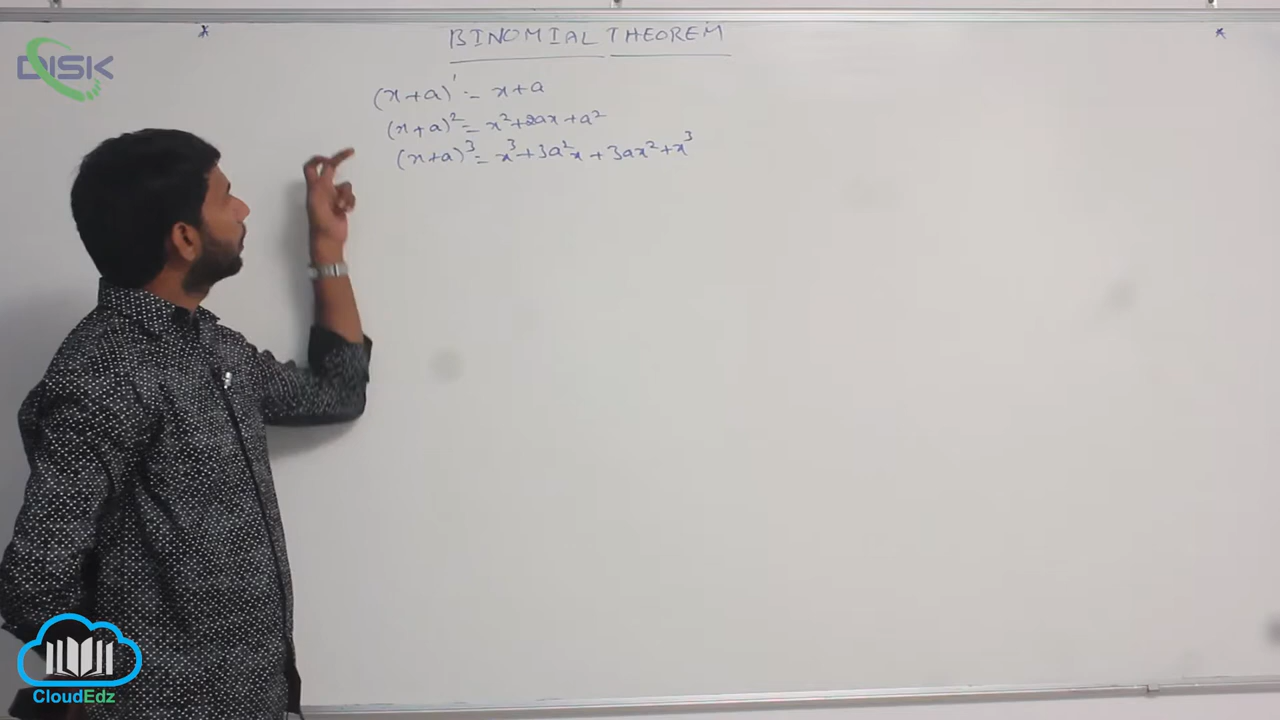 DISK
BINOMIAL THEOREM
(x+a)¹ = x+a
(x+a)² = x²+2ax+a²
(x+a)³ = x³+3a²x+3ax²+x³
CloudEdz